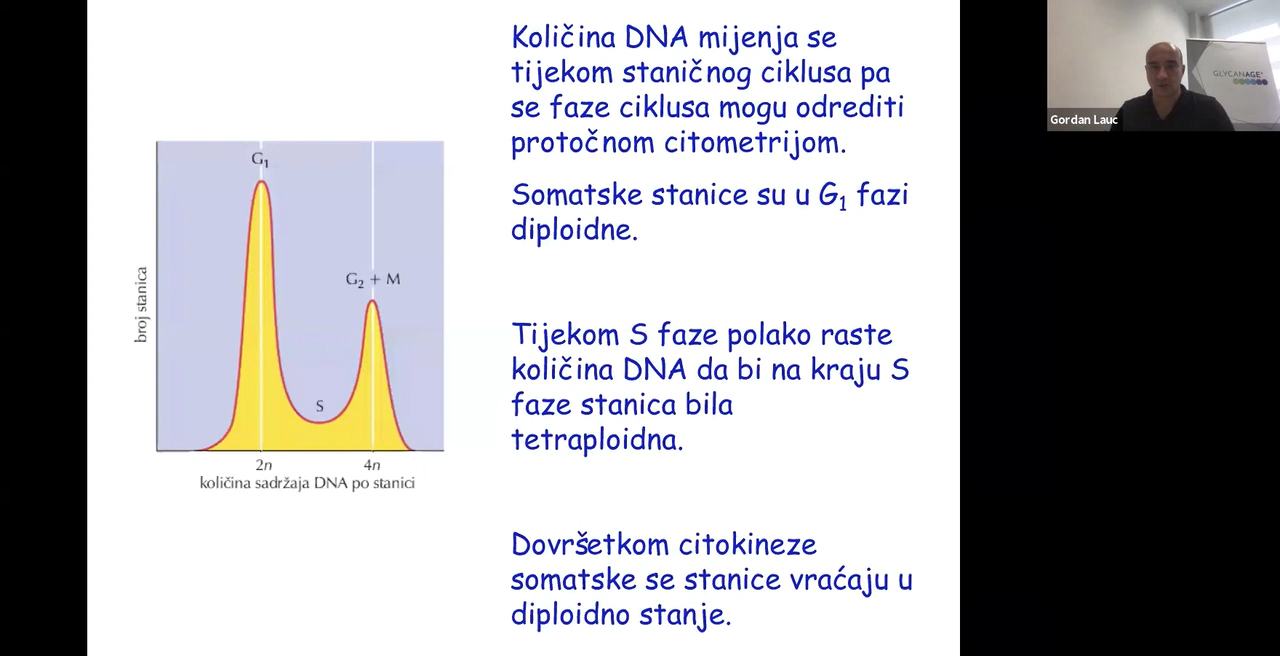 Količina DNA mijenja se
tijekom staničnog ciklusa pa
se faze ciklusa mogu odrediti
protočnom citometrijom.
Somatske stanice su u G₁ fazi
diploidne.
Tijekom S faze polako raste
količina DNA da bi na kraju S
faze stanica bila
tetraploidna.
Dovršetkom citokineze
somatske se stanice vraćaju u
diploidno stanje.
G₁
G₂ + M
S
broj stanica
2n
4n
količina sadržaja DNA po stanici
GLYCANAGE
Gordan Lauc